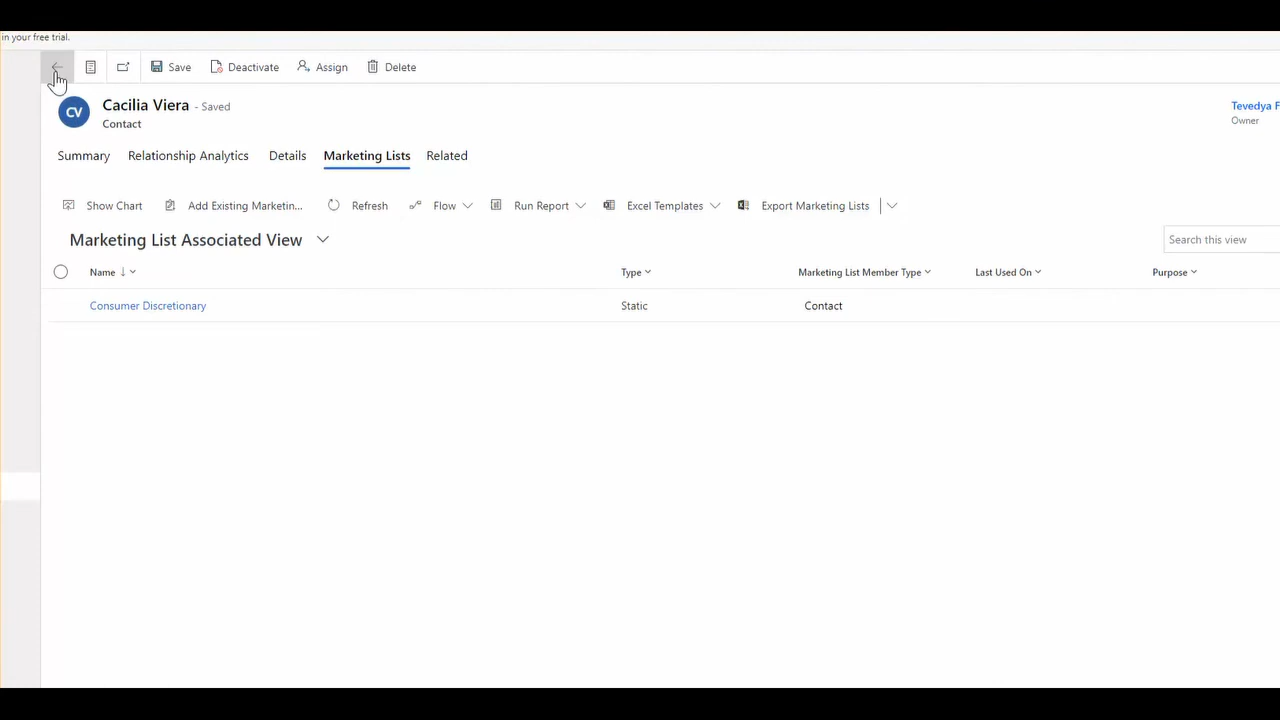 in your free trial.
Save Deactivate Assign Delete
CV
Cacilia Viera - Saved
Contact
Tevedya F
Owner
Summary Relationship Analytics Details Marketing Lists Related
Show Chart Add Existing Marketin... Refresh Flow Run Report Excel Templates Export Marketing Lists
Marketing List Associated View
Search this view
Name Type Marketing List Member Type Last Used On Purpose
Consumer Discretionary Static Contact